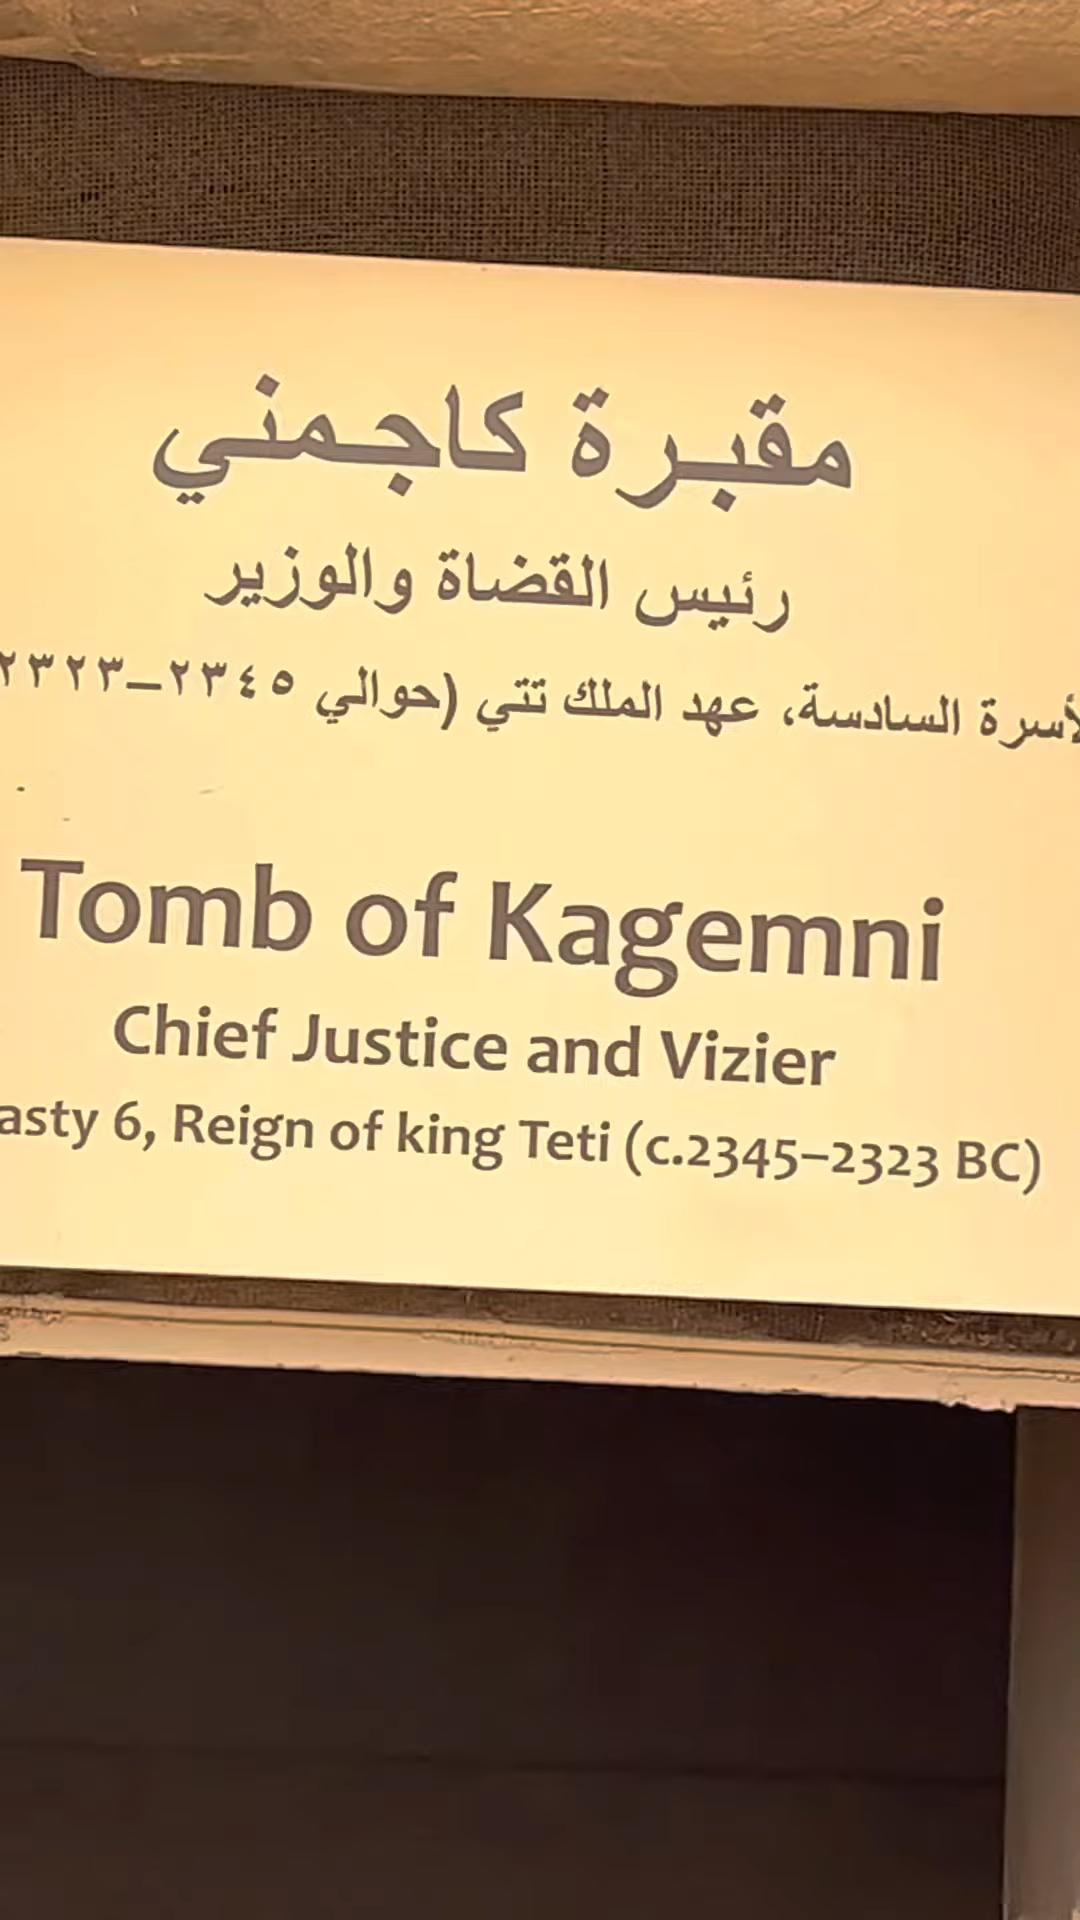 مقبرة كاجمني
رئيس القضاة والوزير
لأسرة السادسة، عهد الملك تتي (حوالي ٢٣٤٥–٢٣٢٣
Tomb of Kagemni
Chief Justice and Vizier
asty 6, Reign of king Teti (c.2345–2323 BC)